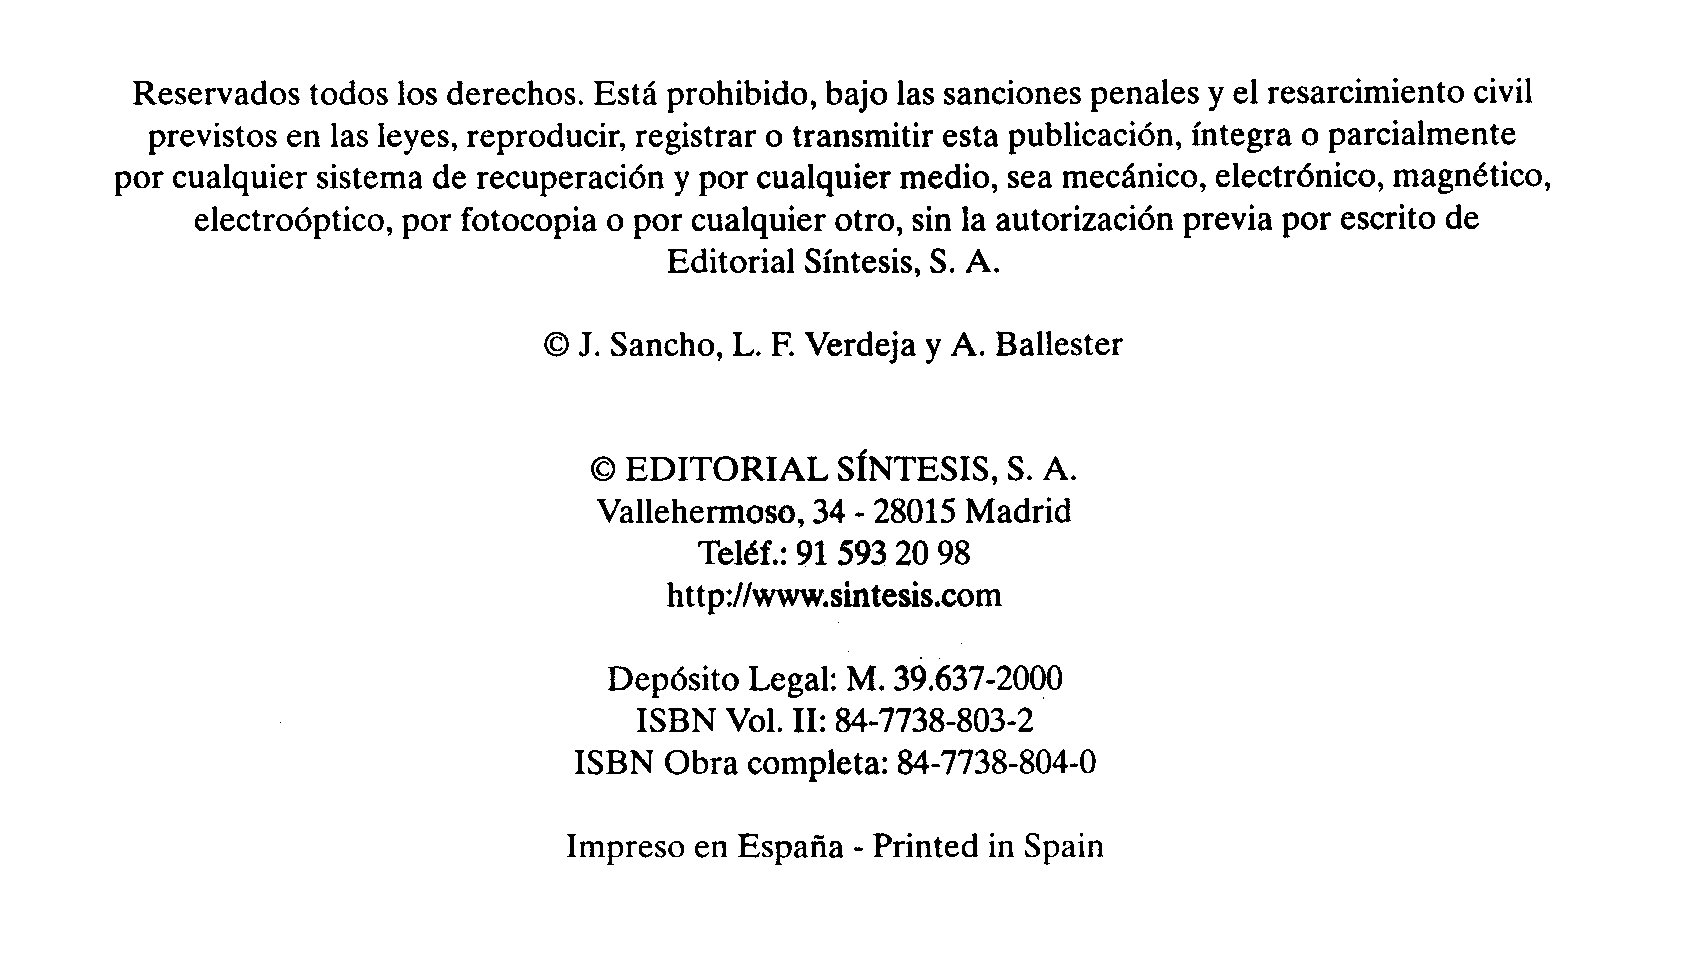 Reservados todos los derechos. Está prohibido, bajo las sanciones penales y el resarcimiento civil
previstos en las leyes, reproducir, registrar o transmitir esta publicación, íntegra o parcialmente
por cualquier sistema de recuperación y por cualquier medio, sea mecánico, electrónico, magnético,
electroóptico, por fotocopia o por cualquier otro, sin la autorización previa por escrito de
Editorial Síntesis, S. A.
© J. Sancho, L. F. Verdeja y A. Ballester
© EDITORIAL SÍNTESIS, S. A.
Vallehermoso, 34 - 28015 Madrid
Teléf.: 91 593 20 98
http://www.sintesis.com
Depósito Legal: M. 39.637-2000
ISBN Vol. II: 84-7738-803-2
ISBN Obra completa: 84-7738-804-0
Impreso en España - Printed in Spain